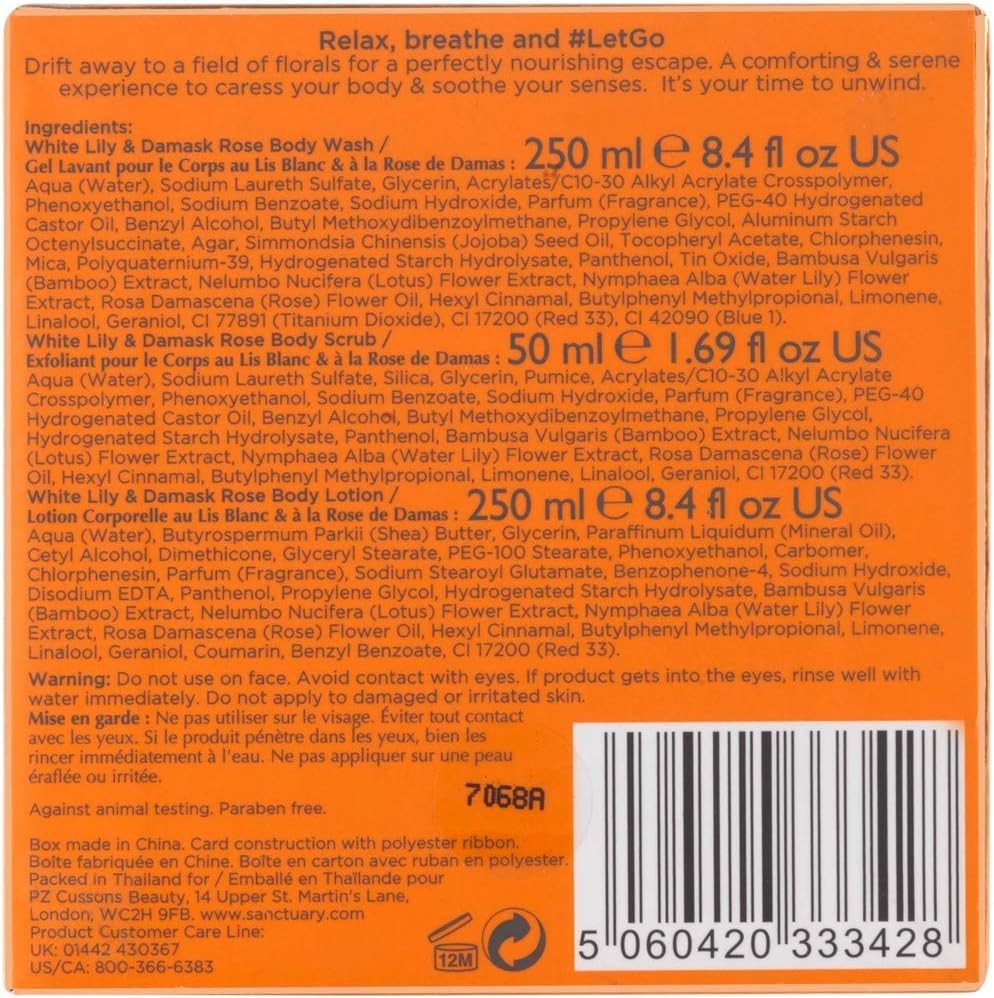 Relax, breathe and #LetGo
Drift away to a field of florals for a perfectly nourishing escape. A comforting & serene
experience to caress your body & soothe your senses. It's your time to unwind.
Ingredients:
White Lily & Damask Rose Body Wash /
Gel Lavant pour le Corps au Lis Blanc & à la Rose de Damas : 250 ml ℮ 8.4 fl oz US
Aqua (Water), Sodium Laureth Sulfate, Glycerin, Acrylates/C10-30 Alkyl Acrylate Crosspolymer,
Phenoxyethanol, Sodium Benzoate, Sodium Hydroxide, Parfum (Fragrance), PEG-40 Hydrogenated
Castor Oil, Benzyl Alcohol, Butyl Methoxydibenzoylmethane, Propylene Glycol, Aluminum Starch
Octenylsuccinate, Agar, Simmondsia Chinensis (Jojoba) Seed Oil, Tocopheryl Acetate, Chlorphenesin,
Mica, Polyquaternium-39, Hydrogenated Starch Hydrolysate, Panthenol, Tin Oxide, Bambusa Vulgaris
(Bamboo) Extract, Nelumbo Nucifera (Lotus) Flower Extract, Nymphaea Alba (Water Lily) Flower
Extract, Rosa Damascena (Rose) Flower Oil, Hexyl Cinnamal, Butylphenyl Methylpropional, Limonene,
Linalool, Geraniol, CI 77891 (Titanium Dioxide), CI 17200 (Red 33), CI 42090 (Blue 1).
White Lily & Damask Rose Body Scrub /
Exfoliant pour le Corps au Lis Blanc & à la Rose de Damas : 50 ml ℮ 1.69 fl oz US
Aqua (Water), Sodium Laureth Sulfate, Silica, Glycerin, Pumice, Acrylates/C10-30 Alkyl Acrylate
Crosspolymer, Phenoxyethanol, Sodium Benzoate, Sodium Hydroxide, Parfum (Fragrance), PEG-40
Hydrogenated Castor Oil, Benzyl Alcohol, Butyl Methoxydibenzoylmethane, Propylene Glycol,
Hydrogenated Starch Hydrolysate, Panthenol, Bambusa Vulgaris (Bamboo) Extract, Nelumbo Nucifera
(Lotus) Flower Extract, Nymphaea Alba (Water Lily) Flower Extract, Rosa Damascena (Rose) Flower
Oil, Hexyl Cinnamal, Butylphenyl Methylpropional, Limonene, Linalool, Geraniol, CI 17200 (Red 33).
White Lily & Damask Rose Body Lotion /
Lotion Corporelle au Lis Blanc & à la Rose de Damas : 250 ml ℮ 8.4 fl oz US
Aqua (Water), Butyrospermum Parkii (Shea) Butter, Glycerin, Paraffinum Liquidum (Mineral Oil),
Cetyl Alcohol, Dimethicone, Glyceryl Stearate, PEG-100 Stearate, Phenoxyethanol, Carbomer,
Chlorphenesin, Parfum (Fragrance), Sodium Stearoyl Glutamate, Benzophenone-4, Sodium Hydroxide,
Disodium EDTA, Panthenol, Propylene Glycol, Hydrogenated Starch Hydrolysate, Bambusa Vulgaris
(Bamboo) Extract, Nelumbo Nucifera (Lotus) Flower Extract, Nymphaea Alba (Water Lily) Flower
Extract, Rosa Damascena (Rose) Flower Oil, Hexyl Cinnamal, Butylphenyl Methylpropional, Limonene,
Linalool, Geraniol, Coumarin, Benzyl Benzoate, CI 17200 (Red 33).
Warning: Do not use on face. Avoid contact with eyes. If product gets into the eyes, rinse well with
water immediately. Do not apply to damaged or irritated skin.
Mise en garde : Ne pas utiliser sur le visage. Éviter tout contact
avec les yeux. Si le produit pénètre dans les yeux, bien les
rincer immédiatement à l'eau. Ne pas appliquer sur une peau
éraflée ou irritée.
7068A
Against animal testing. Paraben free.
Box made in China. Card construction with polyester ribbon.
Boîte fabriquée en Chine. Boîte en carton avec ruban en polyester.
Packed in Thailand for / Emballé en Thaïlande pour
PZ Cussons Beauty, 14 Upper St. Martin's Lane,
London, WC2H 9FB. www.sanctuary.com
Product Customer Care Line:
UK: 01442 430367
US/CA: 800-366-6383
12M
5 060420 333428